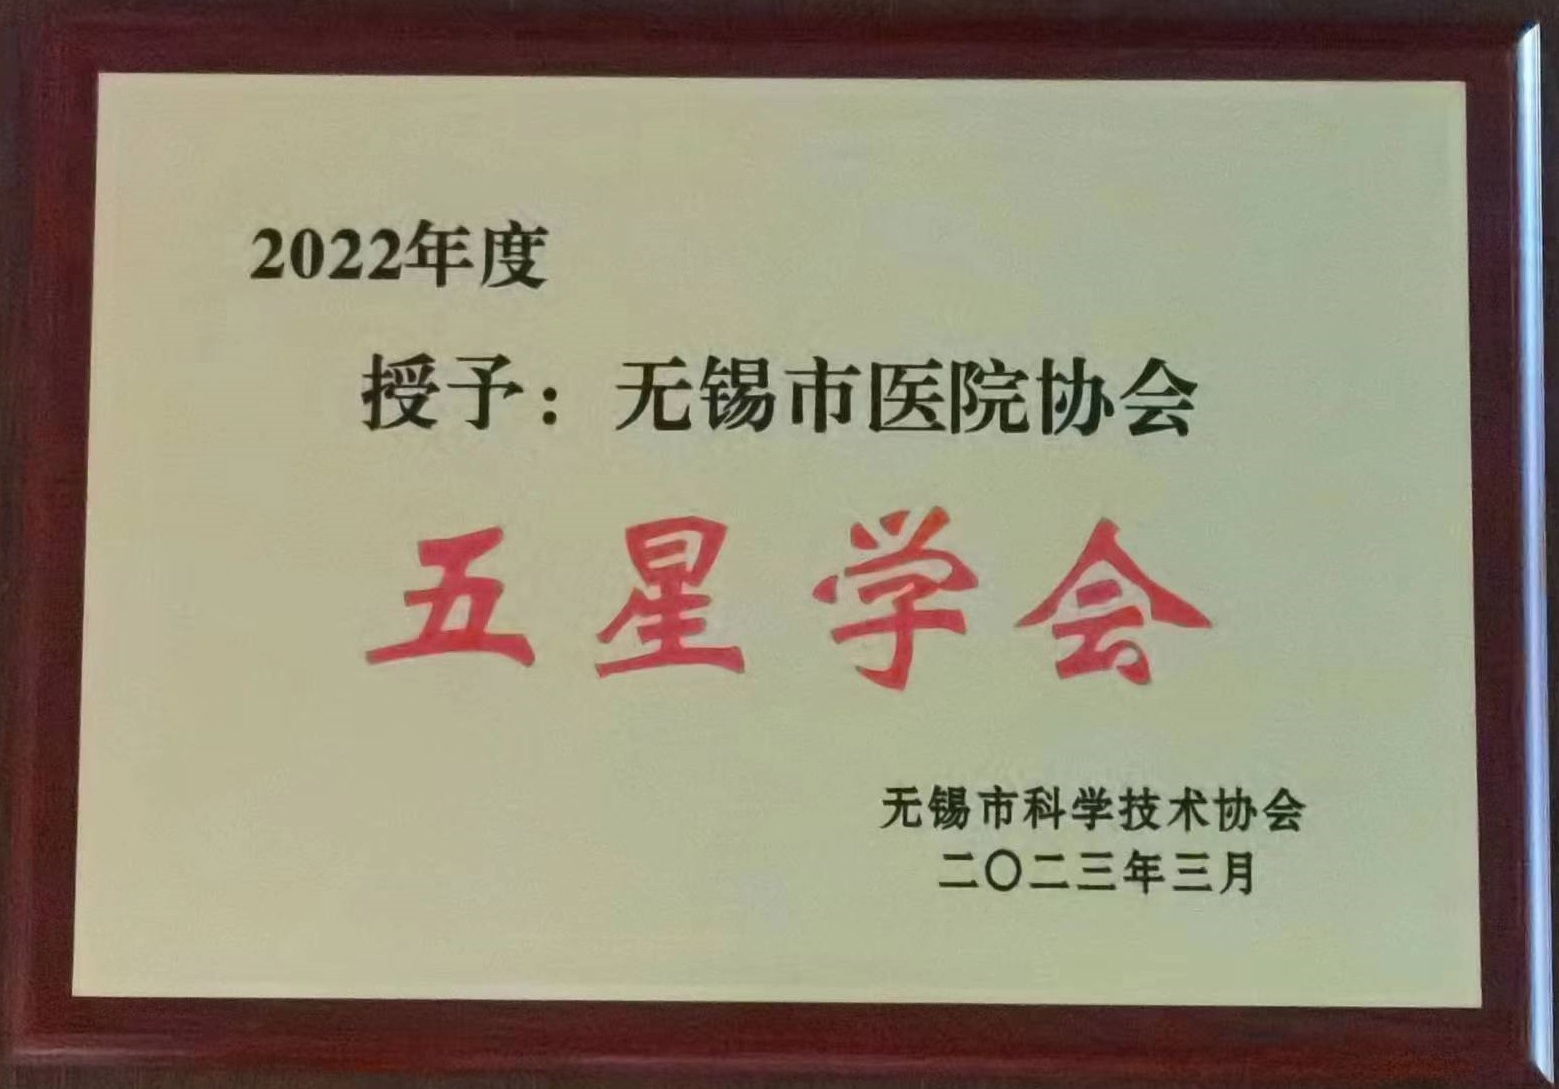 2022年度
授予：无锡市医院协会
五星学会
无锡市科学技术协会
二〇二三年三月